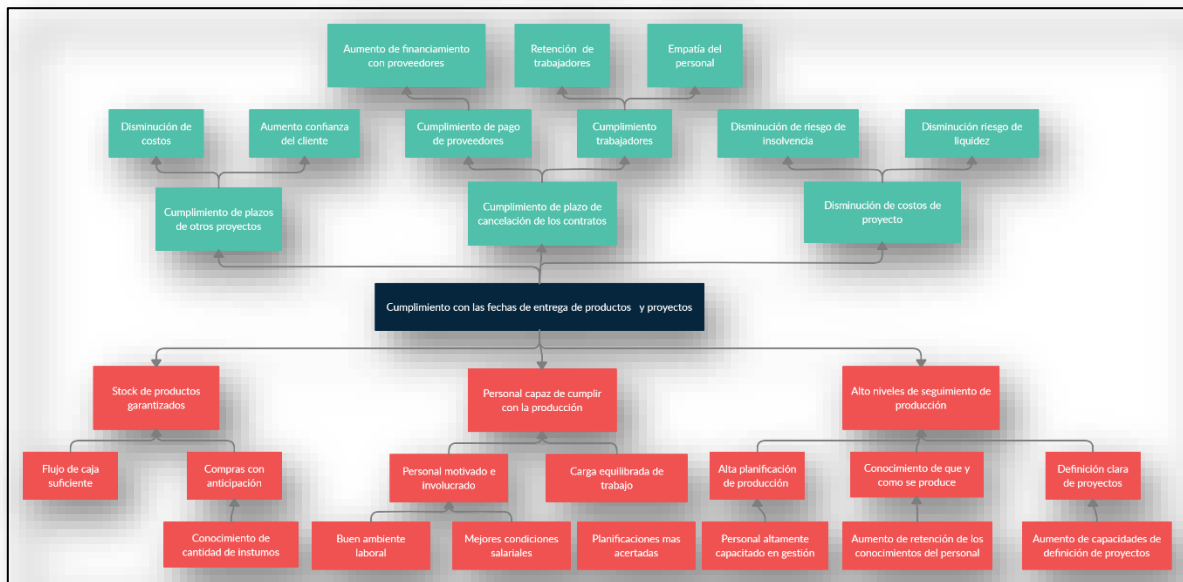 Aumento de financiamiento
con proveedores
Retención de
trabajadores
Empatía del
personal
Disminución de
costos
Aumento confianza
del cliente
Cumplimiento de pago
de proveedores
Cumplimiento
trabajadores
Disminución de riesgo de
insolvencia
Disminución riesgo de
liquidez
Cumplimiento de plazos
de otros proyectos
Cumplimiento de plazo de
cancelación de los contratos
Disminución de costos de
proyecto
Cumplimiento con las fechas de entrega de productos y proyectos
Stock de productos
garantizados
Personal capaz de cumplir
con la producción
Alto niveles de seguimiento de
producción
Flujo de caja
suficiente
Compras con
anticipación
Personal motivado e
involucrado
Carga equilibrada de
trabajo
Alta planificación
de producción
Conocimiento de que y
como se produce
Definición clara
de proyectos
Conocimiento de
cantidad de instumos
Buen ambiente
laboral
Mejores condiciones
salariales
Planificaciones mas
acertadas
Personal altamente
capacitado en gestión
Aumento de retención de los
conocimientos del personal
Aumento de capacidades de
definición de proyectos